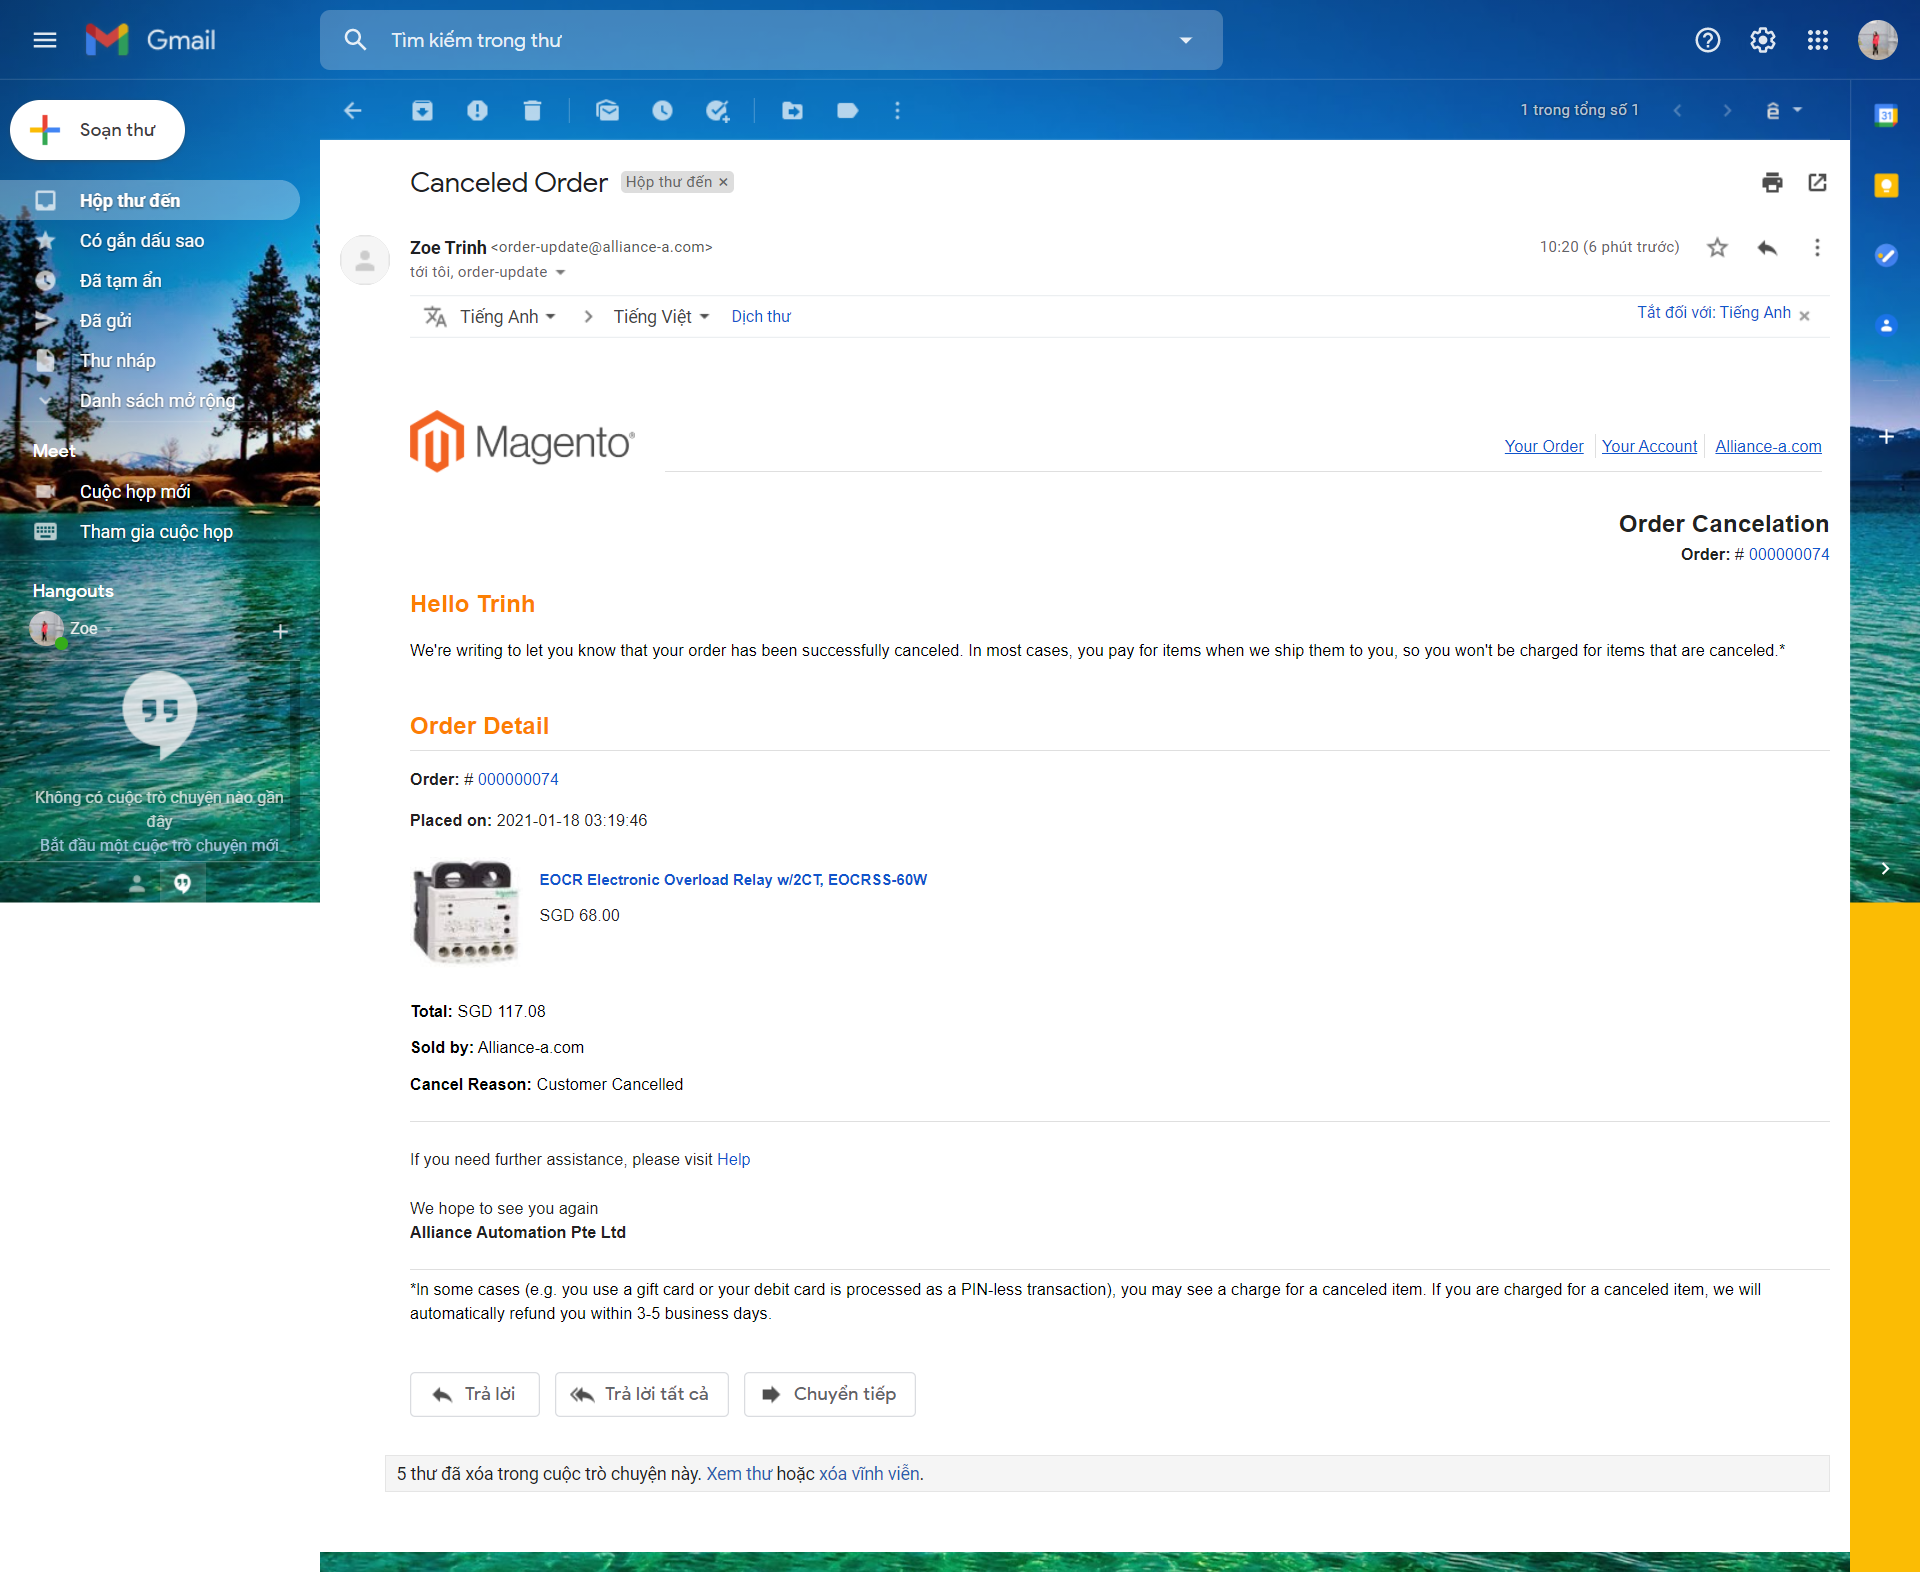 Gmail
Tìm kiếm trong thư
Soạn thư
1 trong tổng số 1
ê
31
Hộp thư đến
Có gắn dấu sao
Đã tạm ẩn
Đã gửi
Thư nháp
Danh sách mở rộng
Meet
Cuộc họp mới
Tham gia cuộc họp
Hangouts
Zoe
Không có cuộc trò chuyện nào gần
đây
Bắt đầu một cuộc trò chuyện mới
Canceled Order
Hộp thư đến
Zoe Trinh <order-update@alliance-a.com>
10:20 (6 phút trước)
tới tôi, order-update
Tiếng Anh > Tiếng Việt Dịch thư
Tắt đối với: Tiếng Anh
Magento®
Your Order Your Account Alliance-a.com
Order Cancelation
Order: # 000000074
Hello Trinh
We're writing to let you know that your order has been successfully canceled. In most cases, you pay for items when we ship them to you, so you won't be charged for items that are canceled.*
Order Detail
Order: # 000000074
Placed on: 2021-01-18 03:19:46
EOCR Electronic Overload Relay w/2CT, EOCRSS-60W
SGD 68.00
Total: SGD 117.08
Sold by: Alliance-a.com
Cancel Reason: Customer Cancelled
If you need further assistance, please visit Help
We hope to see you again
Alliance Automation Pte Ltd
*In some cases (e.g. you use a gift card or your debit card is processed as a PIN-less transaction), you may see a charge for a canceled item. If you are charged for a canceled item, we will
automatically refund you within 3-5 business days.
Trả lời
Trả lời tất cả
Chuyển tiếp
5 thư đã xóa trong cuộc trò chuyện này. Xem thư hoặc xóa vĩnh viễn.